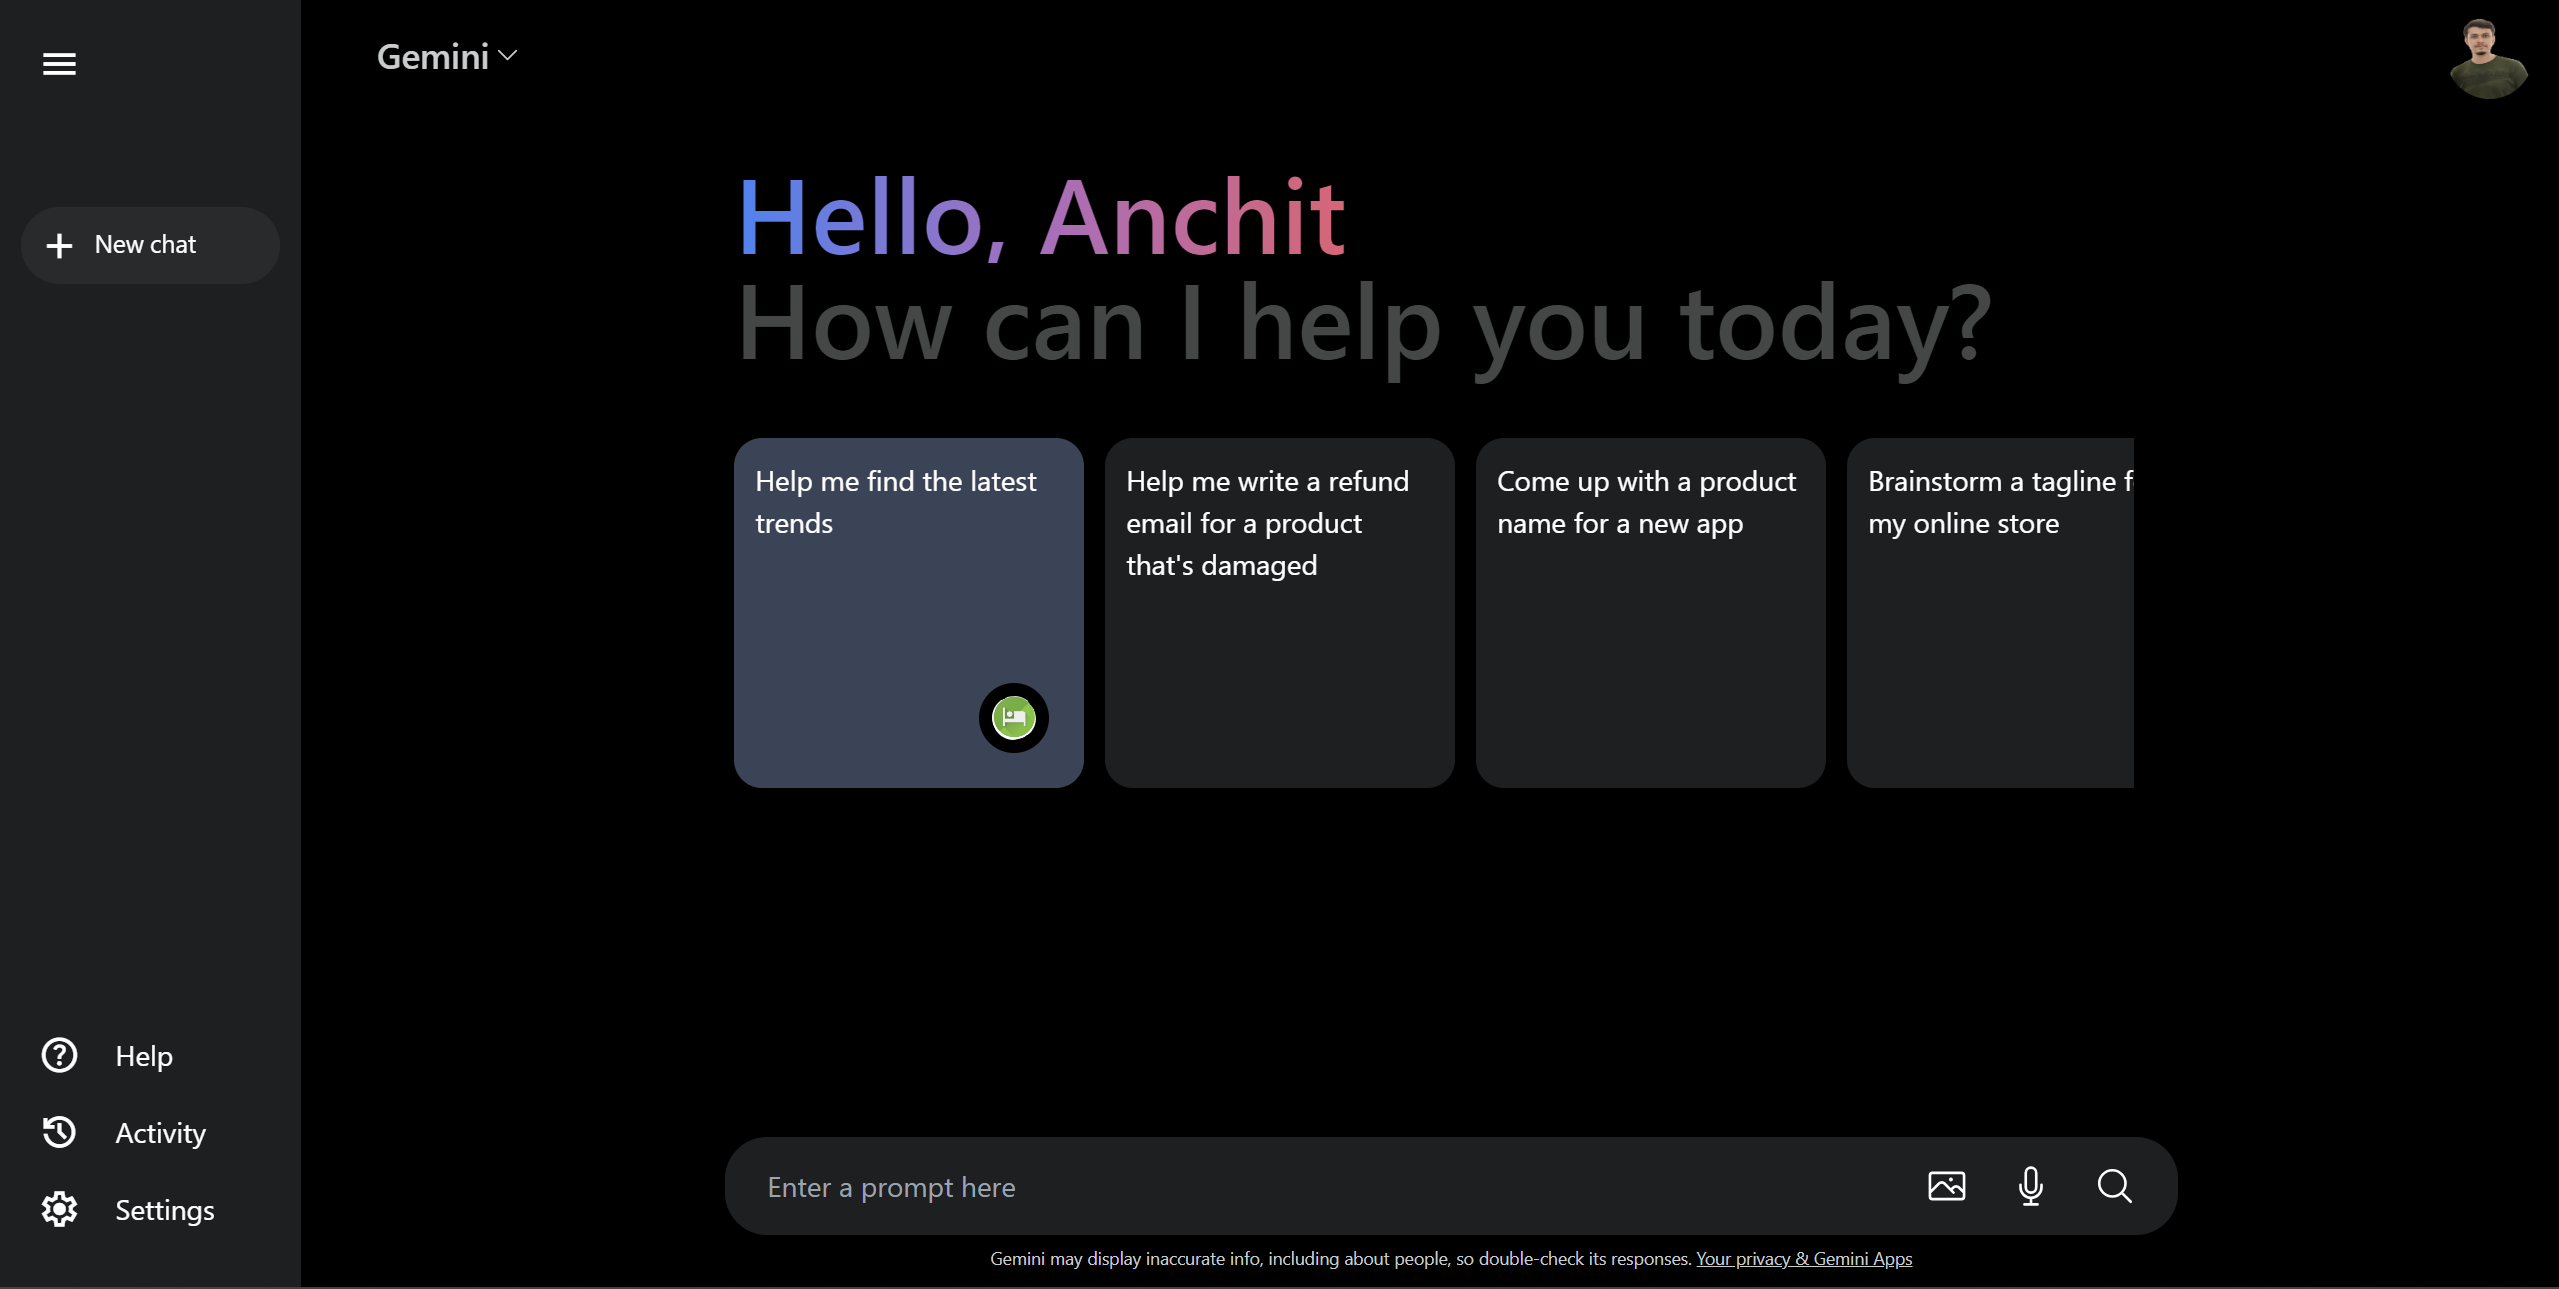 Gemini
New chat
Hello, Anchit
How can I help you today?
Help me find the latest
trends
Help me write a refund
email for a product
that's damaged
Come up with a product
name for a new app
Brainstorm a tagline
my online store
Help
Activity
Settings
Enter a prompt here
Gemini may display inaccurate info, including about people, so double-check its responses. Your privacy & Gemini Apps